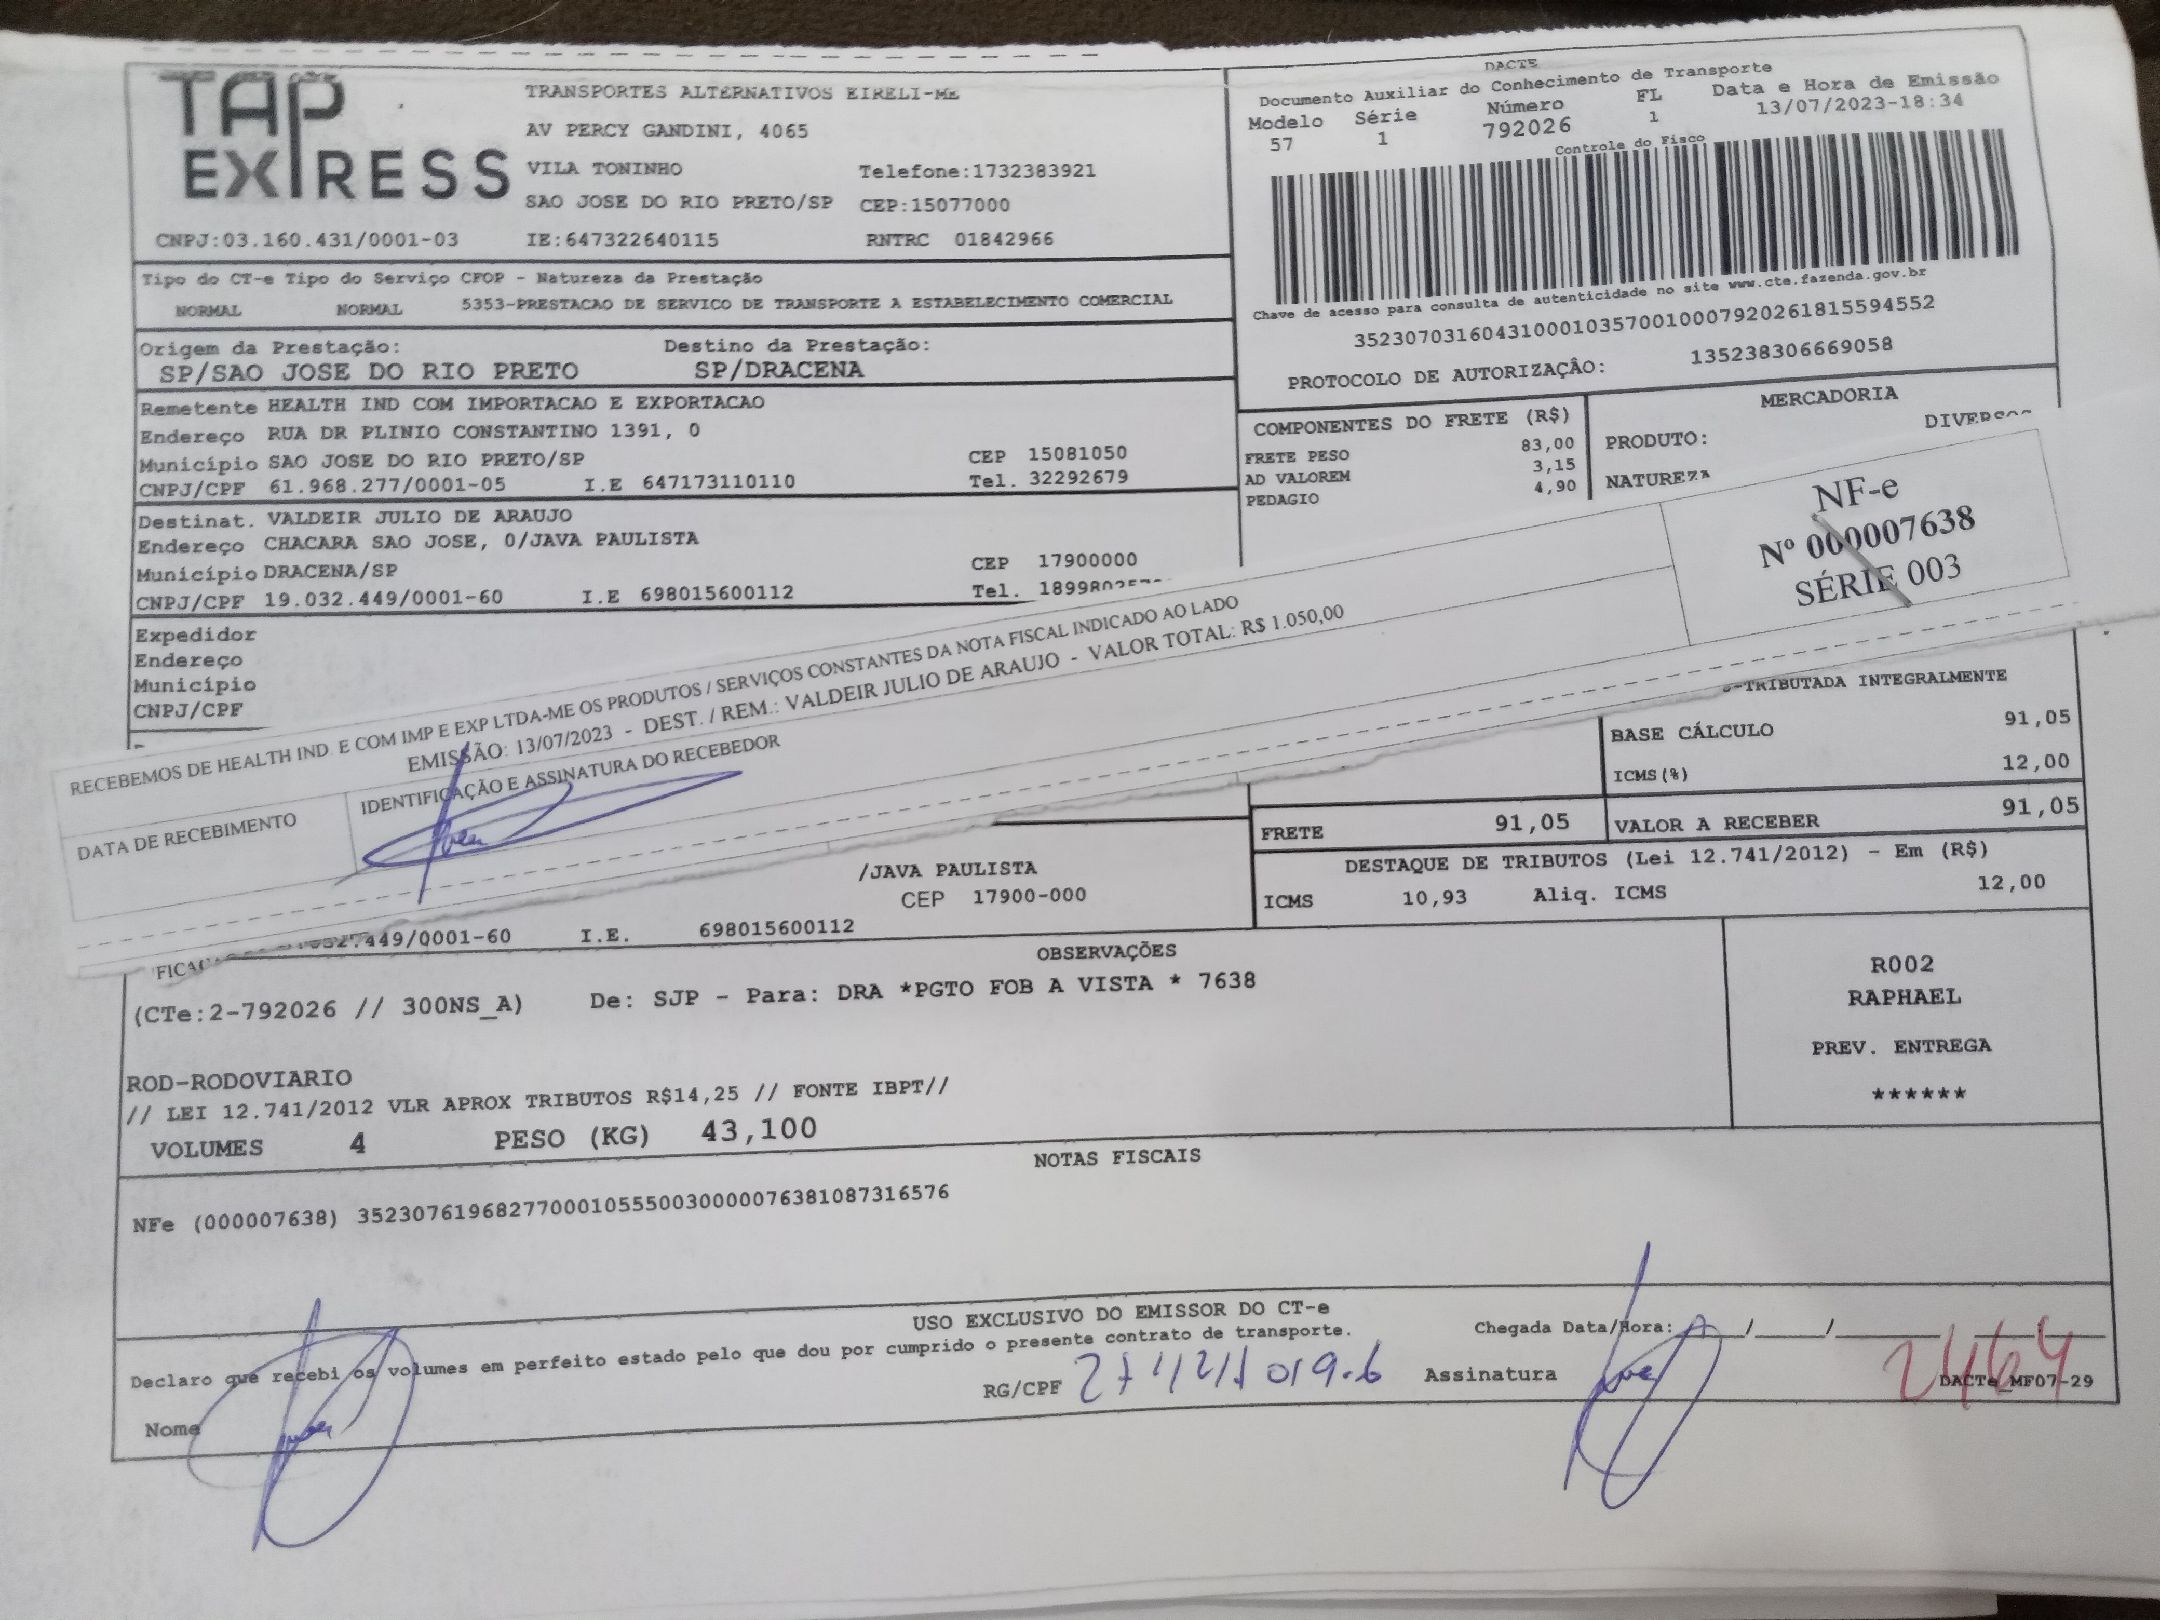 TAP EXPRESS
TRANSPORTES ALTERNATIVOS EIRELI-ME
AV PERCY GANDINI, 4065
VILA TONINHO Telefone:1732383921
SAO JOSE DO RIO PRETO/SP CEP:15077000
CNPJ:03.160.431/0001-03 IE:647322640115 RNTRC 01842966
DACTE
Documento Auxiliar do Conhecimento de Transporte
Modelo Série Número FL Data e Hora de Emissão
57 1 792026 1 13/07/2023-18:34
Controle do Fisco
Chave de acesso para consulta de autenticidade no site www.cte.fazenda.gov.br
35230703160431000103570010007920261815594552
PROTOCOLO DE AUTORIZAÇÂO: 135238306669058
Tipo do CT-e Tipo do Serviço CFOP - Natureza da Prestação
NORMAL NORMAL 5353-PRESTACAO DE SERVICO DE TRANSPORTE A ESTABELECIMENTO COMERCIAL
Origem da Prestação: Destino da Prestação:
SP/SAO JOSE DO RIO PRETO SP/DRACENA
Remetente HEALTH IND COM IMPORTACAO E EXPORTACAO
Endereço RUA DR PLINIO CONSTANTINO 1391, 0
Município SAO JOSE DO RIO PRETO/SP CEP 15081050
CNPJ/CPF 61.968.277/0001-05 I.E 647173110110 Tel. 32292679
COMPONENTES DO FRETE (R$)
FRETE PESO 83,00
AD VALOREM 3,15
PEDAGIO 4,90
MERCADORIA
PRODUTO:
NATUREZA
Destinat. VALDEIR JULIO DE ARAUJO
Endereço CHACARA SAO JOSE, 0/JAVA PAULISTA
Município DRACENA/SP CEP 17900000
CNPJ/CPF 19.032.449/0001-60 I.E 698015600112 Tel.
Expedidor
Endereço
Município
CNPJ/CPF
NF-e
Nº 000007638
SÉRIE 003
RECEBEMOS DE HEALTH IND. E COM IMP E EXP LTDA-ME OS PRODUTOS / SERVIÇOS CONSTANTES DA NOTA FISCAL INDICADO AO LADO
EMISSÃO: 13/07/2023 - DEST. / REM.: VALDEIR JULIO DE ARAUJO - VALOR TOTAL: R$ 1.050,00
DATA DE RECEBIMENTO IDENTIFICAÇÃO E ASSINATURA DO RECEBEDOR
-TRIBUTADA INTEGRALMENTE
BASE CÁLCULO 91,05
ICMS(%) 12,00
FRETE 91,05 VALOR A RECEBER 91,05
DESTAQUE DE TRIBUTOS (Lei 12.741/2012) - Em (R$)
ICMS 10,93 Aliq. ICMS 12,00
/JAVA PAULISTA
CEP 17900-000
449/0001-60 I.E. 698015600112
OBSERVAÇÕES
(CTe:2-792026 // 300NS_A) De: SJP - Para: DRA *PGTO FOB A VISTA * 7638
ROD-RODOVIARIO
// LEI 12.741/2012 VLR APROX TRIBUTOS R$14,25 // FONTE IBPT//
VOLUMES 4 PESO (KG) 43,100
R002
RAPHAEL
PREV. ENTREGA
******
NOTAS FISCAIS
NFe (000007638) 35230761968277000105550030000076381087316576
USO EXCLUSIVO DO EMISSOR DO CT-e
Declaro que recebi os volumes em perfeito estado pelo que dou por cumprido o presente contrato de transporte.
Chegada Data/Hora: / /
Nome RG/CPF Assinatura
2464
DACTe_MF07-29